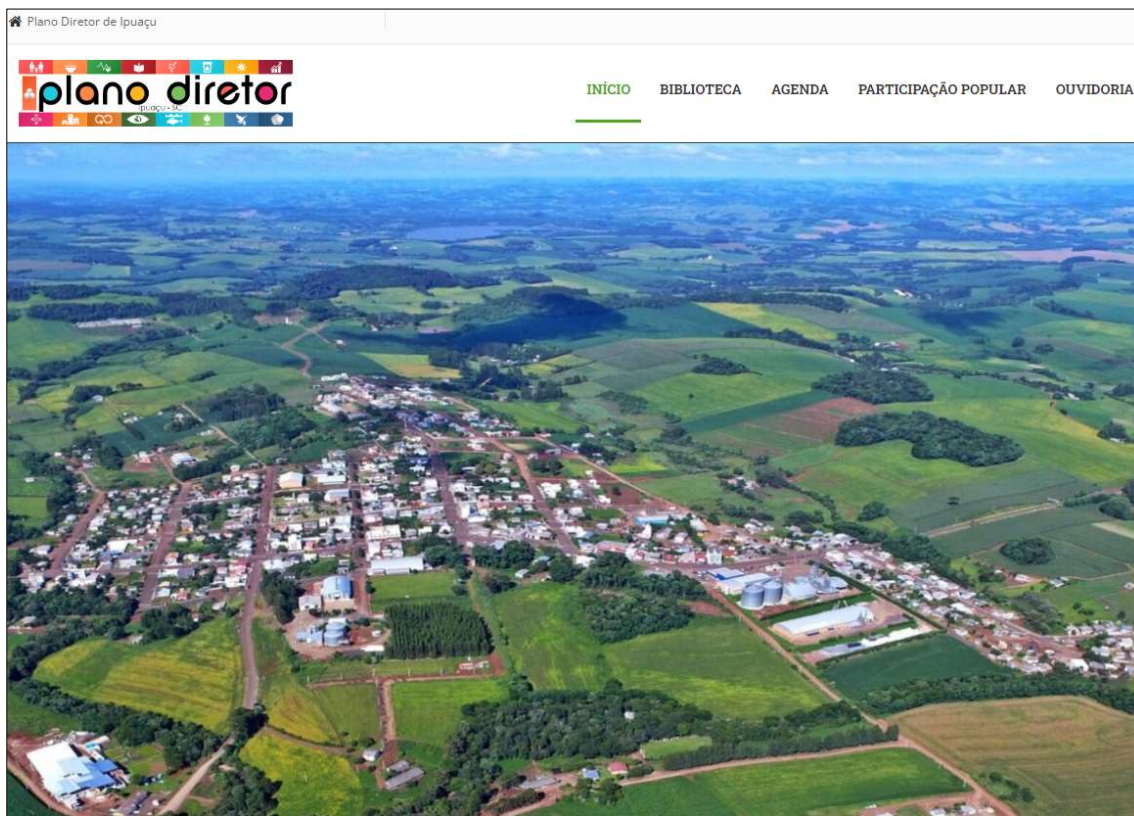 Plano Diretor de Ipuaçu
plano diretor
Ipuaçu - SC
INÍCIO BIBLIOTECA AGENDA PARTICIPAÇÃO POPULAR OUVIDORIA